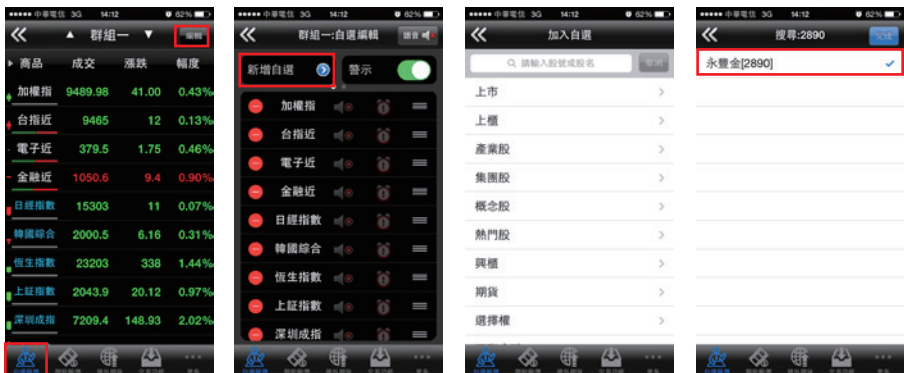 中華電信 3G 14:12 62%
群組一
編輯
商品 成交 漲跌 幅度
加權指 9489.98 41.00 0.43%
台指近 9465 12 0.13%
電子近 379.5 1.75 0.46%
金融近 1050.6 9.4 0.90%
日經指數 15303 11 0.07%
韓國綜合 2000.5 6.16 0.31%
恆生指數 23203 338 1.44%
上証指數 2043.9 20.12 0.97%
深圳成指 7209.4 148.93 2.02%
中華電信 3G 14:12 62%
群組一:自選編輯 語音
新增自選 警示
加權指
台指近
電子近
金融近
日經指數
韓國綜合
恆生指數
上証指數
深圳成指
中華電信 3G 14:12 62%
加入自選
請輸入股號或股名 取消
上市
上櫃
產業股
集團股
概念股
熱門股
興櫃
期貨
選擇權
中華電信 3G 14:12 62%
搜尋:2890 完成
永豐金[2890]